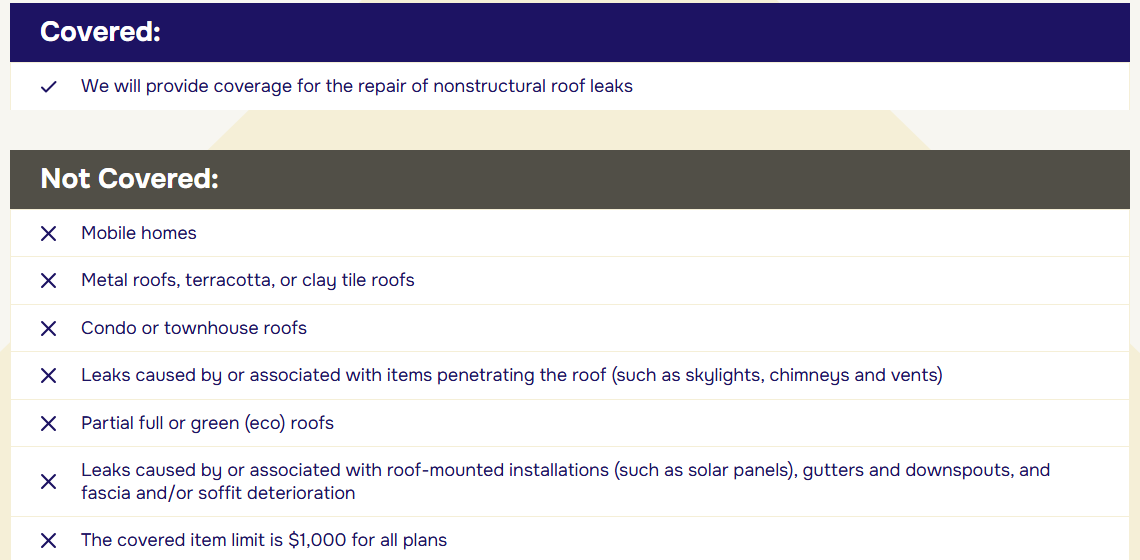 Covered:
We will provide coverage for the repair of nonstructural roof leaks
Not Covered:
Mobile homes
Metal roofs, terracotta, or clay tile roofs
Condo or townhouse roofs
Leaks caused by or associated with items penetrating the roof (such as skylights, chimneys and vents)
Partial full or green (eco) roofs
Leaks caused by or associated with roof-mounted installations (such as solar panels), gutters and downspouts, and
fascia and/or soffit deterioration
The covered item limit is $1,000 for all plans